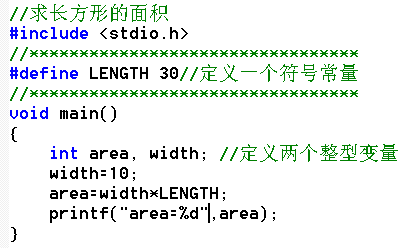 //求长方形的面积
#include <stdio.h>
//*********************************
#define LENGTH 30//定义一个符号常量
//*********************************
void main()
{
    int area, width; //定义两个整型变量
    width=10;
    area=width*LENGTH;
    printf("area=%d",area);
}